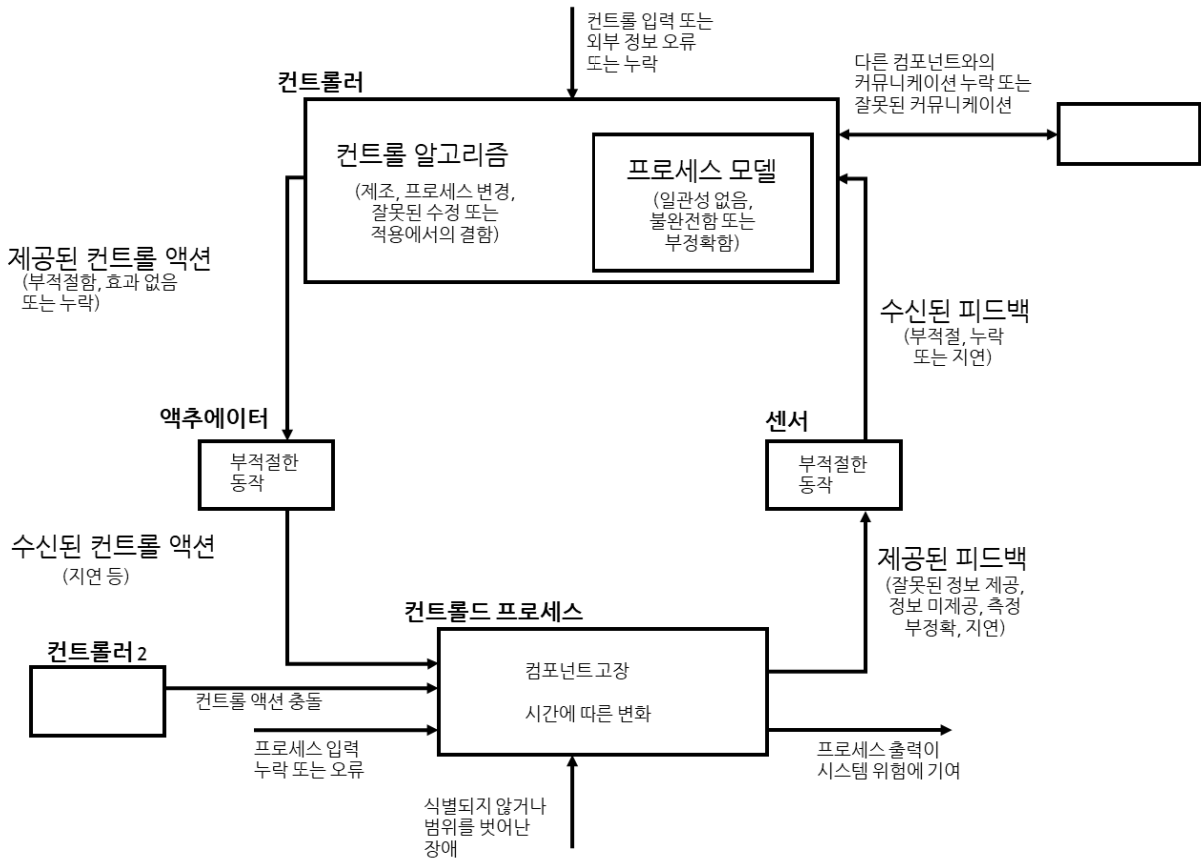 컨트롤 입력 또는
외부 정보 오류
또는 누락
다른 컴포넌트와의
커뮤니케이션 누락 또는
잘못된 커뮤니케이션
컨트롤러
컨트롤 알고리즘
(제조, 프로세스 변경,
잘못된 수정 또는
적용에서의 결함)
프로세스 모델
(일관성 없음,
불완전함 또는
부정확함)
제공된 컨트롤 액션
(부적절함, 효과 없음
또는 누락)
수신된 피드백
(부적절, 누락
또는 지연)
액추에이터
부적절한
동작
센서
부적절한
동작
수신된 컨트롤 액션
(지연 등)
제공된 피드백
(잘못된 정보 제공,
정보 미제공, 측정
부정확, 지연)
컨트롤드 프로세스
컴포넌트 고장
시간에 따른 변화
컨트롤러 2
컨트롤 액션 충돌
프로세스 입력
누락 또는 오류
프로세스 출력이
시스템 위험에 기여
식별되지 않거나
범위를 벗어난
장애